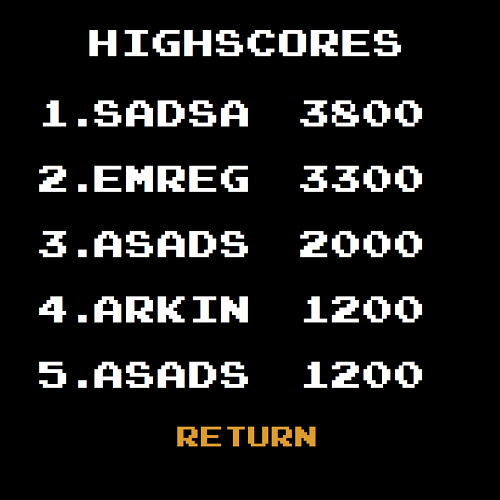 HIGHSCORES
1.SADSA 3800
2.EMREG 3300
3.ASADS 2000
4.ARKIN 1200
5.ASADS 1200
RETURN